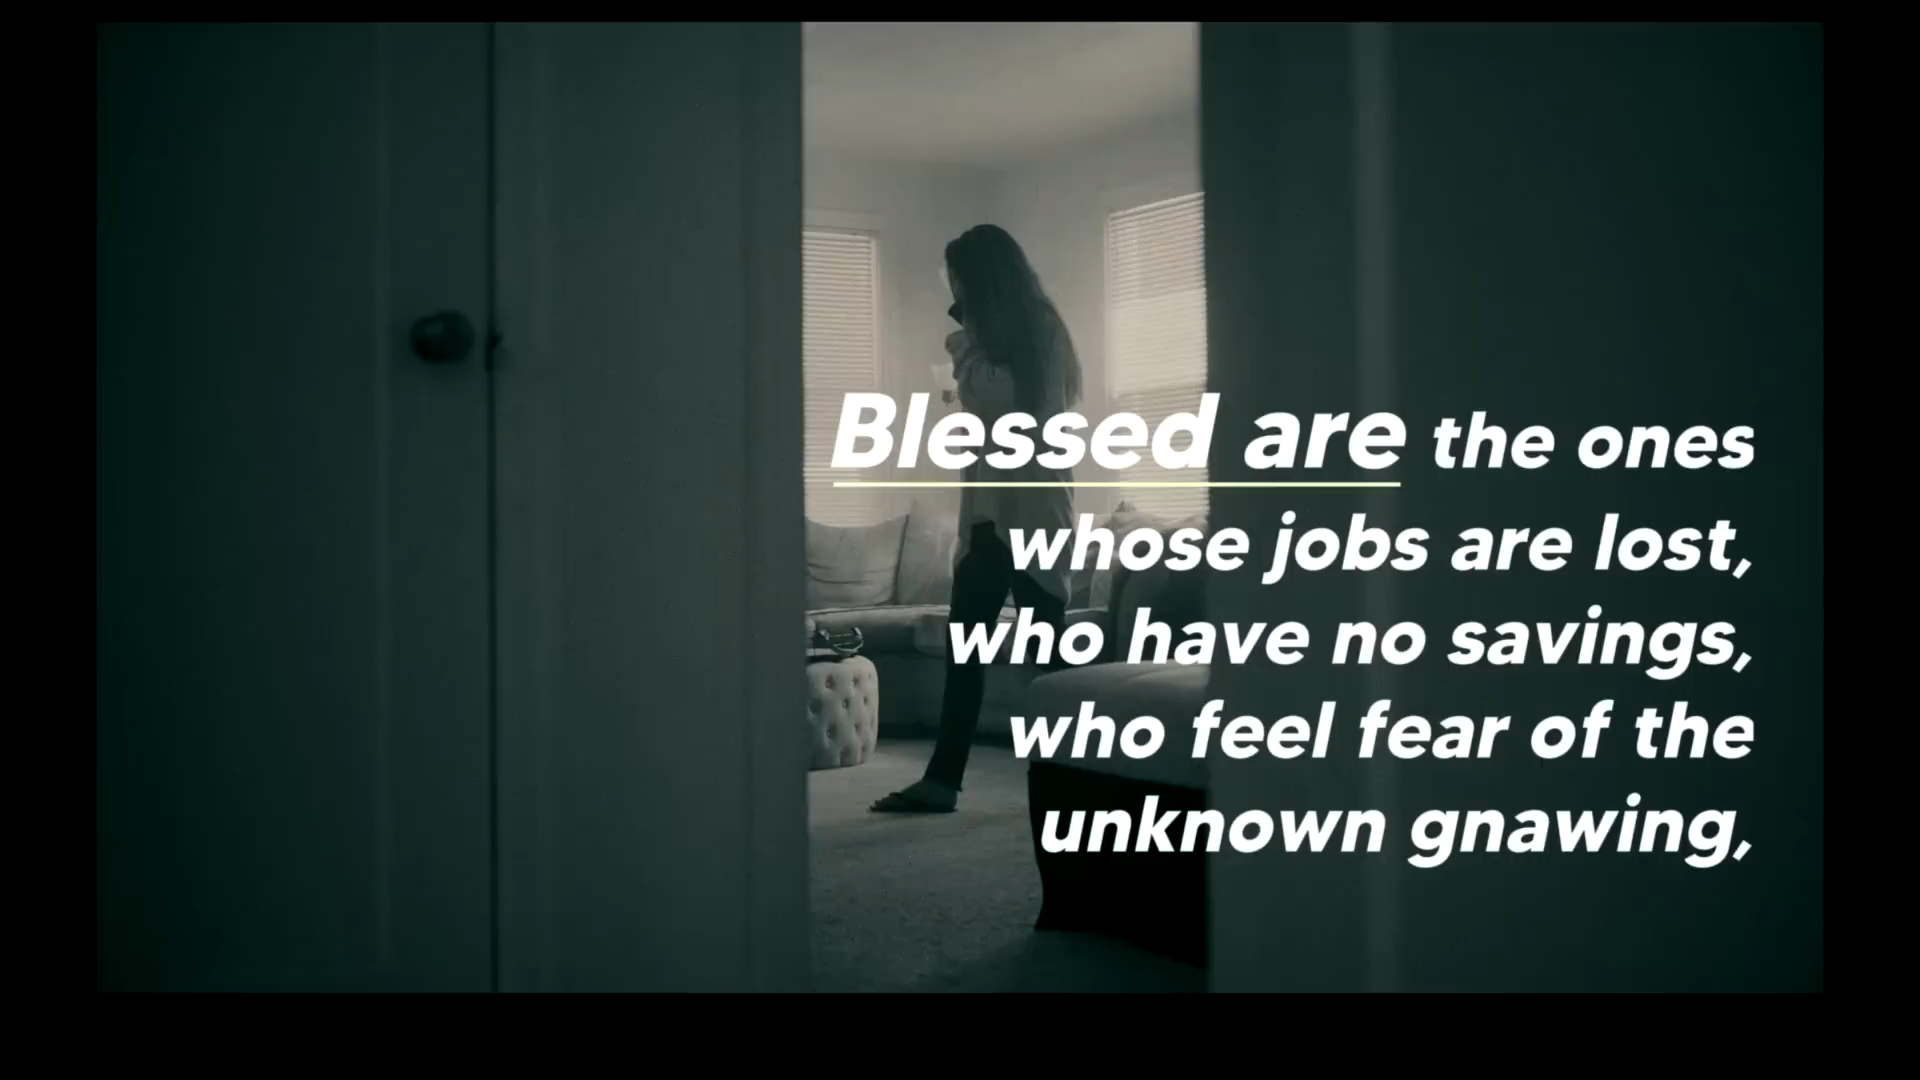 Blessed are the ones
whose jobs are lost,
who have no savings,
who feel fear of the
unknown gnawing,